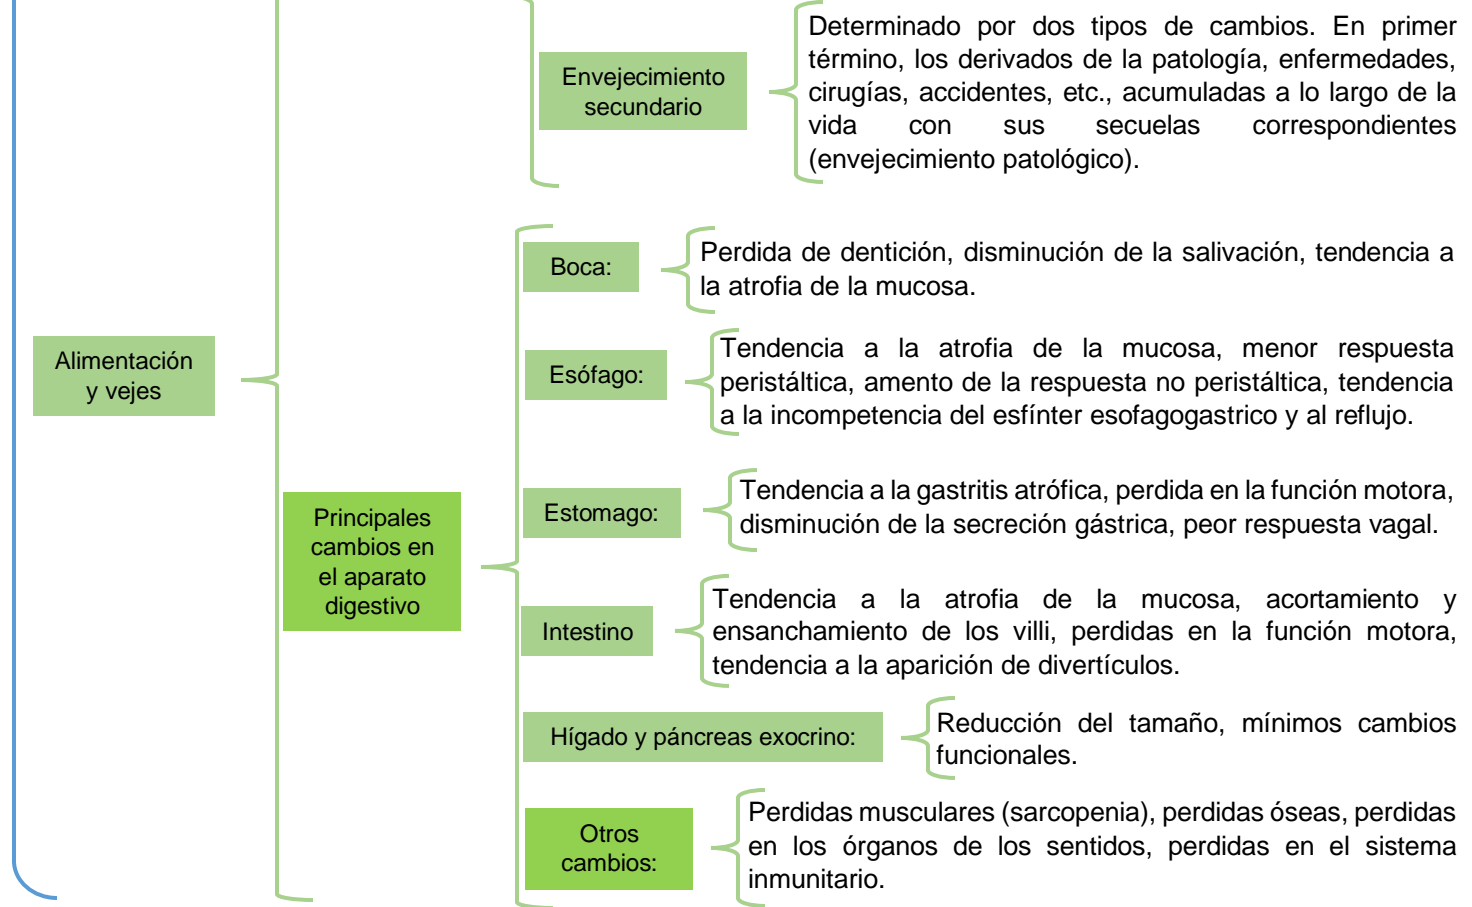 Determinado por dos tipos de cambios. En primer
término, los derivados de la patología, enfermedades,
cirugías, accidentes, etc., acumuladas a lo largo de la
vida con sus secuelas correspondientes
(envejecimiento patológico).
Envejecimiento
secundario
Boca:
Perdida de dentición, disminución de la salivación, tendencia a
la atrofia de la mucosa.
Alimentación
y vejes
Esófago:
Tendencia a la atrofia de la mucosa, menor respuesta
peristáltica, amento de la respuesta no peristáltica, tendencia
a la incompetencia del esfínter esofagogastrico y al reflujo.
Principales
cambios en
el aparato
digestivo
Estomago:
Tendencia a la gastritis atrófica, perdida en la función motora,
disminución de la secreción gástrica, peor respuesta vagal.
Intestino
Tendencia a la atrofia de la mucosa, acortamiento y
ensanchamiento de los villi, perdidas en la función motora,
tendencia a la aparición de divertículos.
Hígado y páncreas exocrino:
Reducción del tamaño, mínimos cambios
funcionales.
Otros
cambios:
Perdidas musculares (sarcopenia), perdidas óseas, perdidas
en los órganos de los sentidos, perdidas en el sistema
inmunitario.